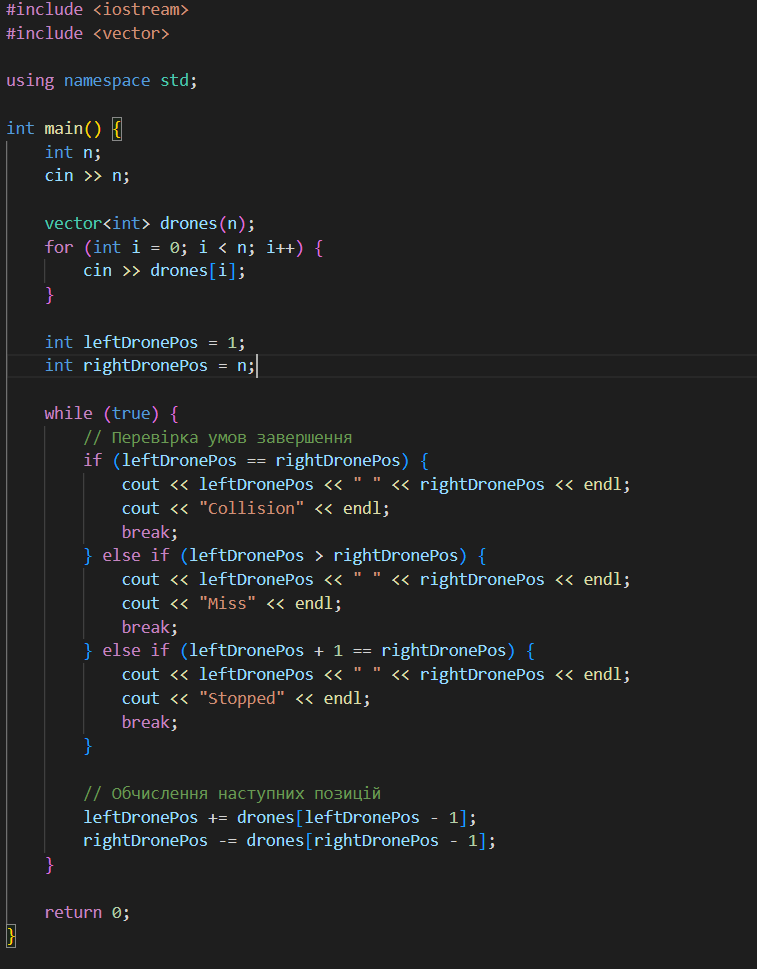 #include <iostream>
#include <vector>
using namespace std;
int main() {
    int n;
    cin >> n;
    vector<int> drones(n);
    for (int i = 0; i < n; i++) {
        cin >> drones[i];
    }
    int leftDronePos = 1;
    int rightDronePos = n;
    while (true) {
        // Перевірка умов завершення
        if (leftDronePos == rightDronePos) {
            cout << leftDronePos << " " << rightDronePos << endl;
            cout << "Collision" << endl;
            break;
        } else if (leftDronePos > rightDronePos) {
            cout << leftDronePos << " " << rightDronePos << endl;
            cout << "Miss" << endl;
            break;
        } else if (leftDronePos + 1 == rightDronePos) {
            cout << leftDronePos << " " << rightDronePos << endl;
            cout << "Stopped" << endl;
            break;
        }
        // Обчислення наступних позицій
        leftDronePos += drones[leftDronePos - 1];
        rightDronePos -= drones[rightDronePos - 1];
    }
    return 0;
}